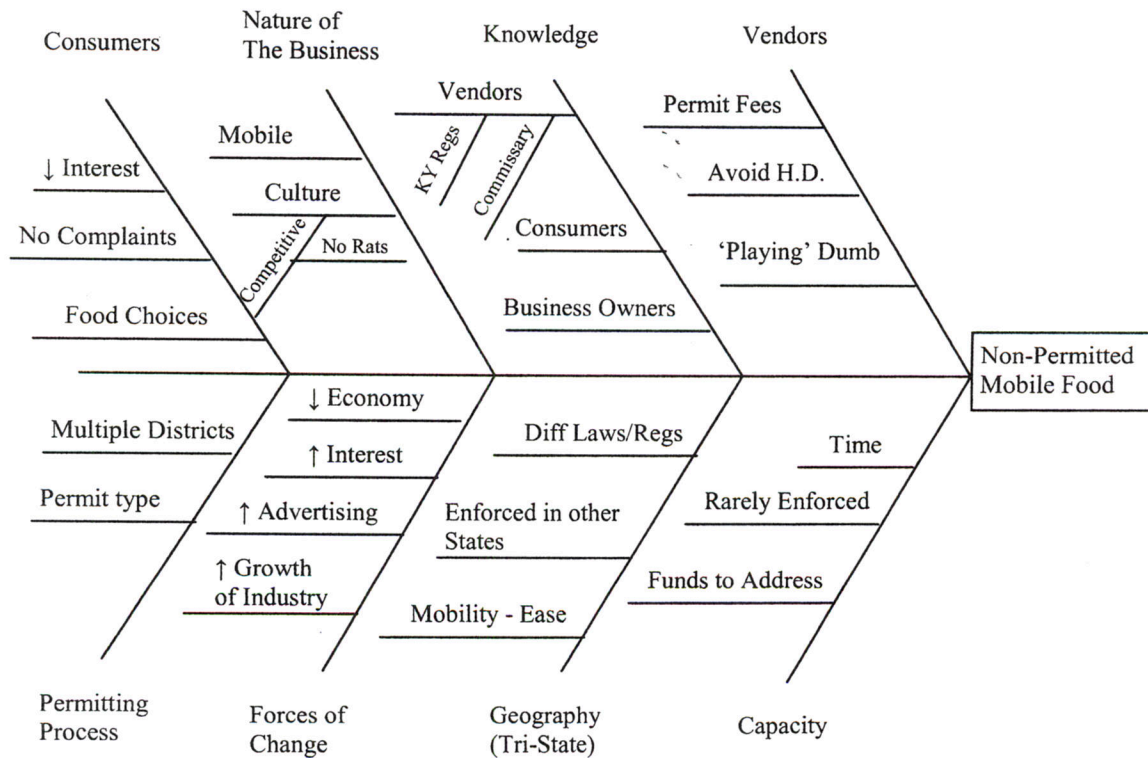 Consumers
Nature of
The Business
Knowledge
Vendors
↓ Interest
No Complaints
Food Choices
Mobile
Culture
Competitive
No Rats
Vendors
KY Regs
Commissary
Consumers
Business Owners
Permit Fees
Avoid H.D.
‘Playing’ Dumb
Non-Permitted
Mobile Food
Multiple Districts
Permit type
↓ Economy
↑ Interest
↑ Advertising
↑ Growth
of Industry
Diff Laws/Regs
Enforced in other
States
Mobility - Ease
Time
Rarely Enforced
Funds to Address
Permitting
Process
Forces of
Change
Geography
(Tri-State)
Capacity